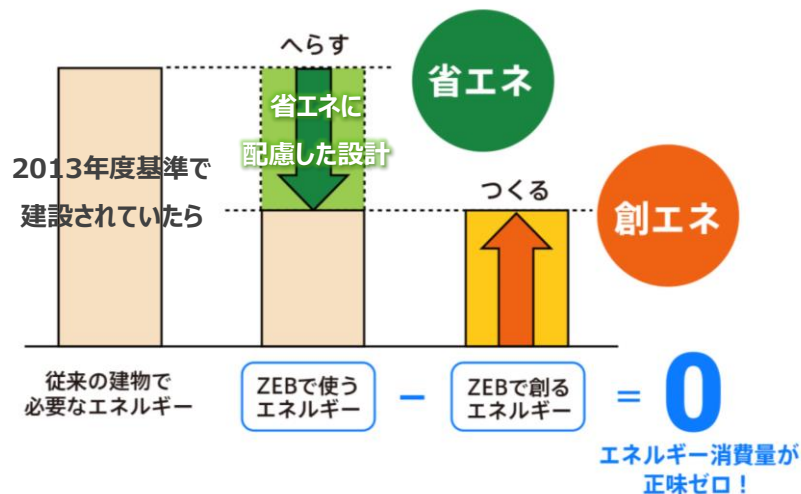 へらす
省エネ
省エネに
配慮した設計
2013年度基準で
建設されていたら
つくる
創エネ
従来の建物で
必要なエネルギー
ZEBで使う
エネルギー
−
ZEBで創る
エネルギー
=
0
エネルギー消費量が
正味ゼロ！